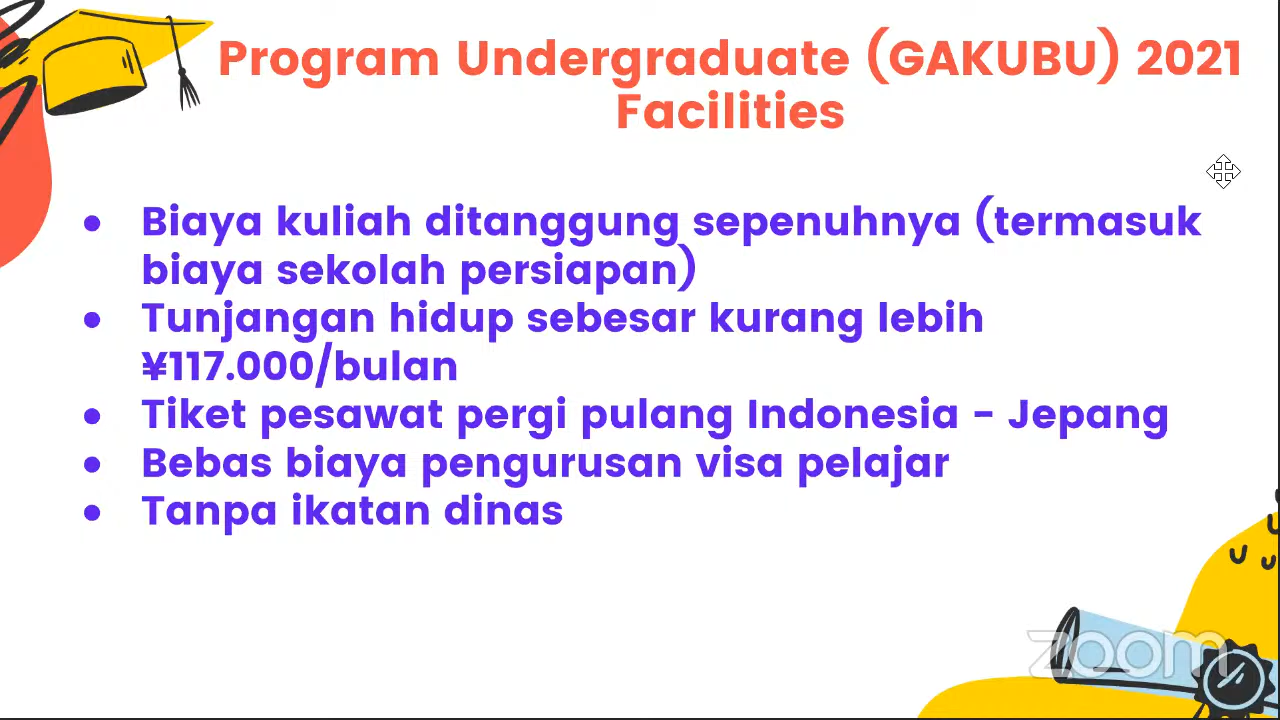 Program Undergraduate (GAKUBU) 2021
Facilities
● Biaya kuliah ditanggung sepenuhnya (termasuk
biaya sekolah persiapan)
● Tunjangan hidup sebesar kurang lebih
¥117.000/bulan
● Tiket pesawat pergi pulang Indonesia - Jepang
● Bebas biaya pengurusan visa pelajar
● Tanpa ikatan dinas
zoom